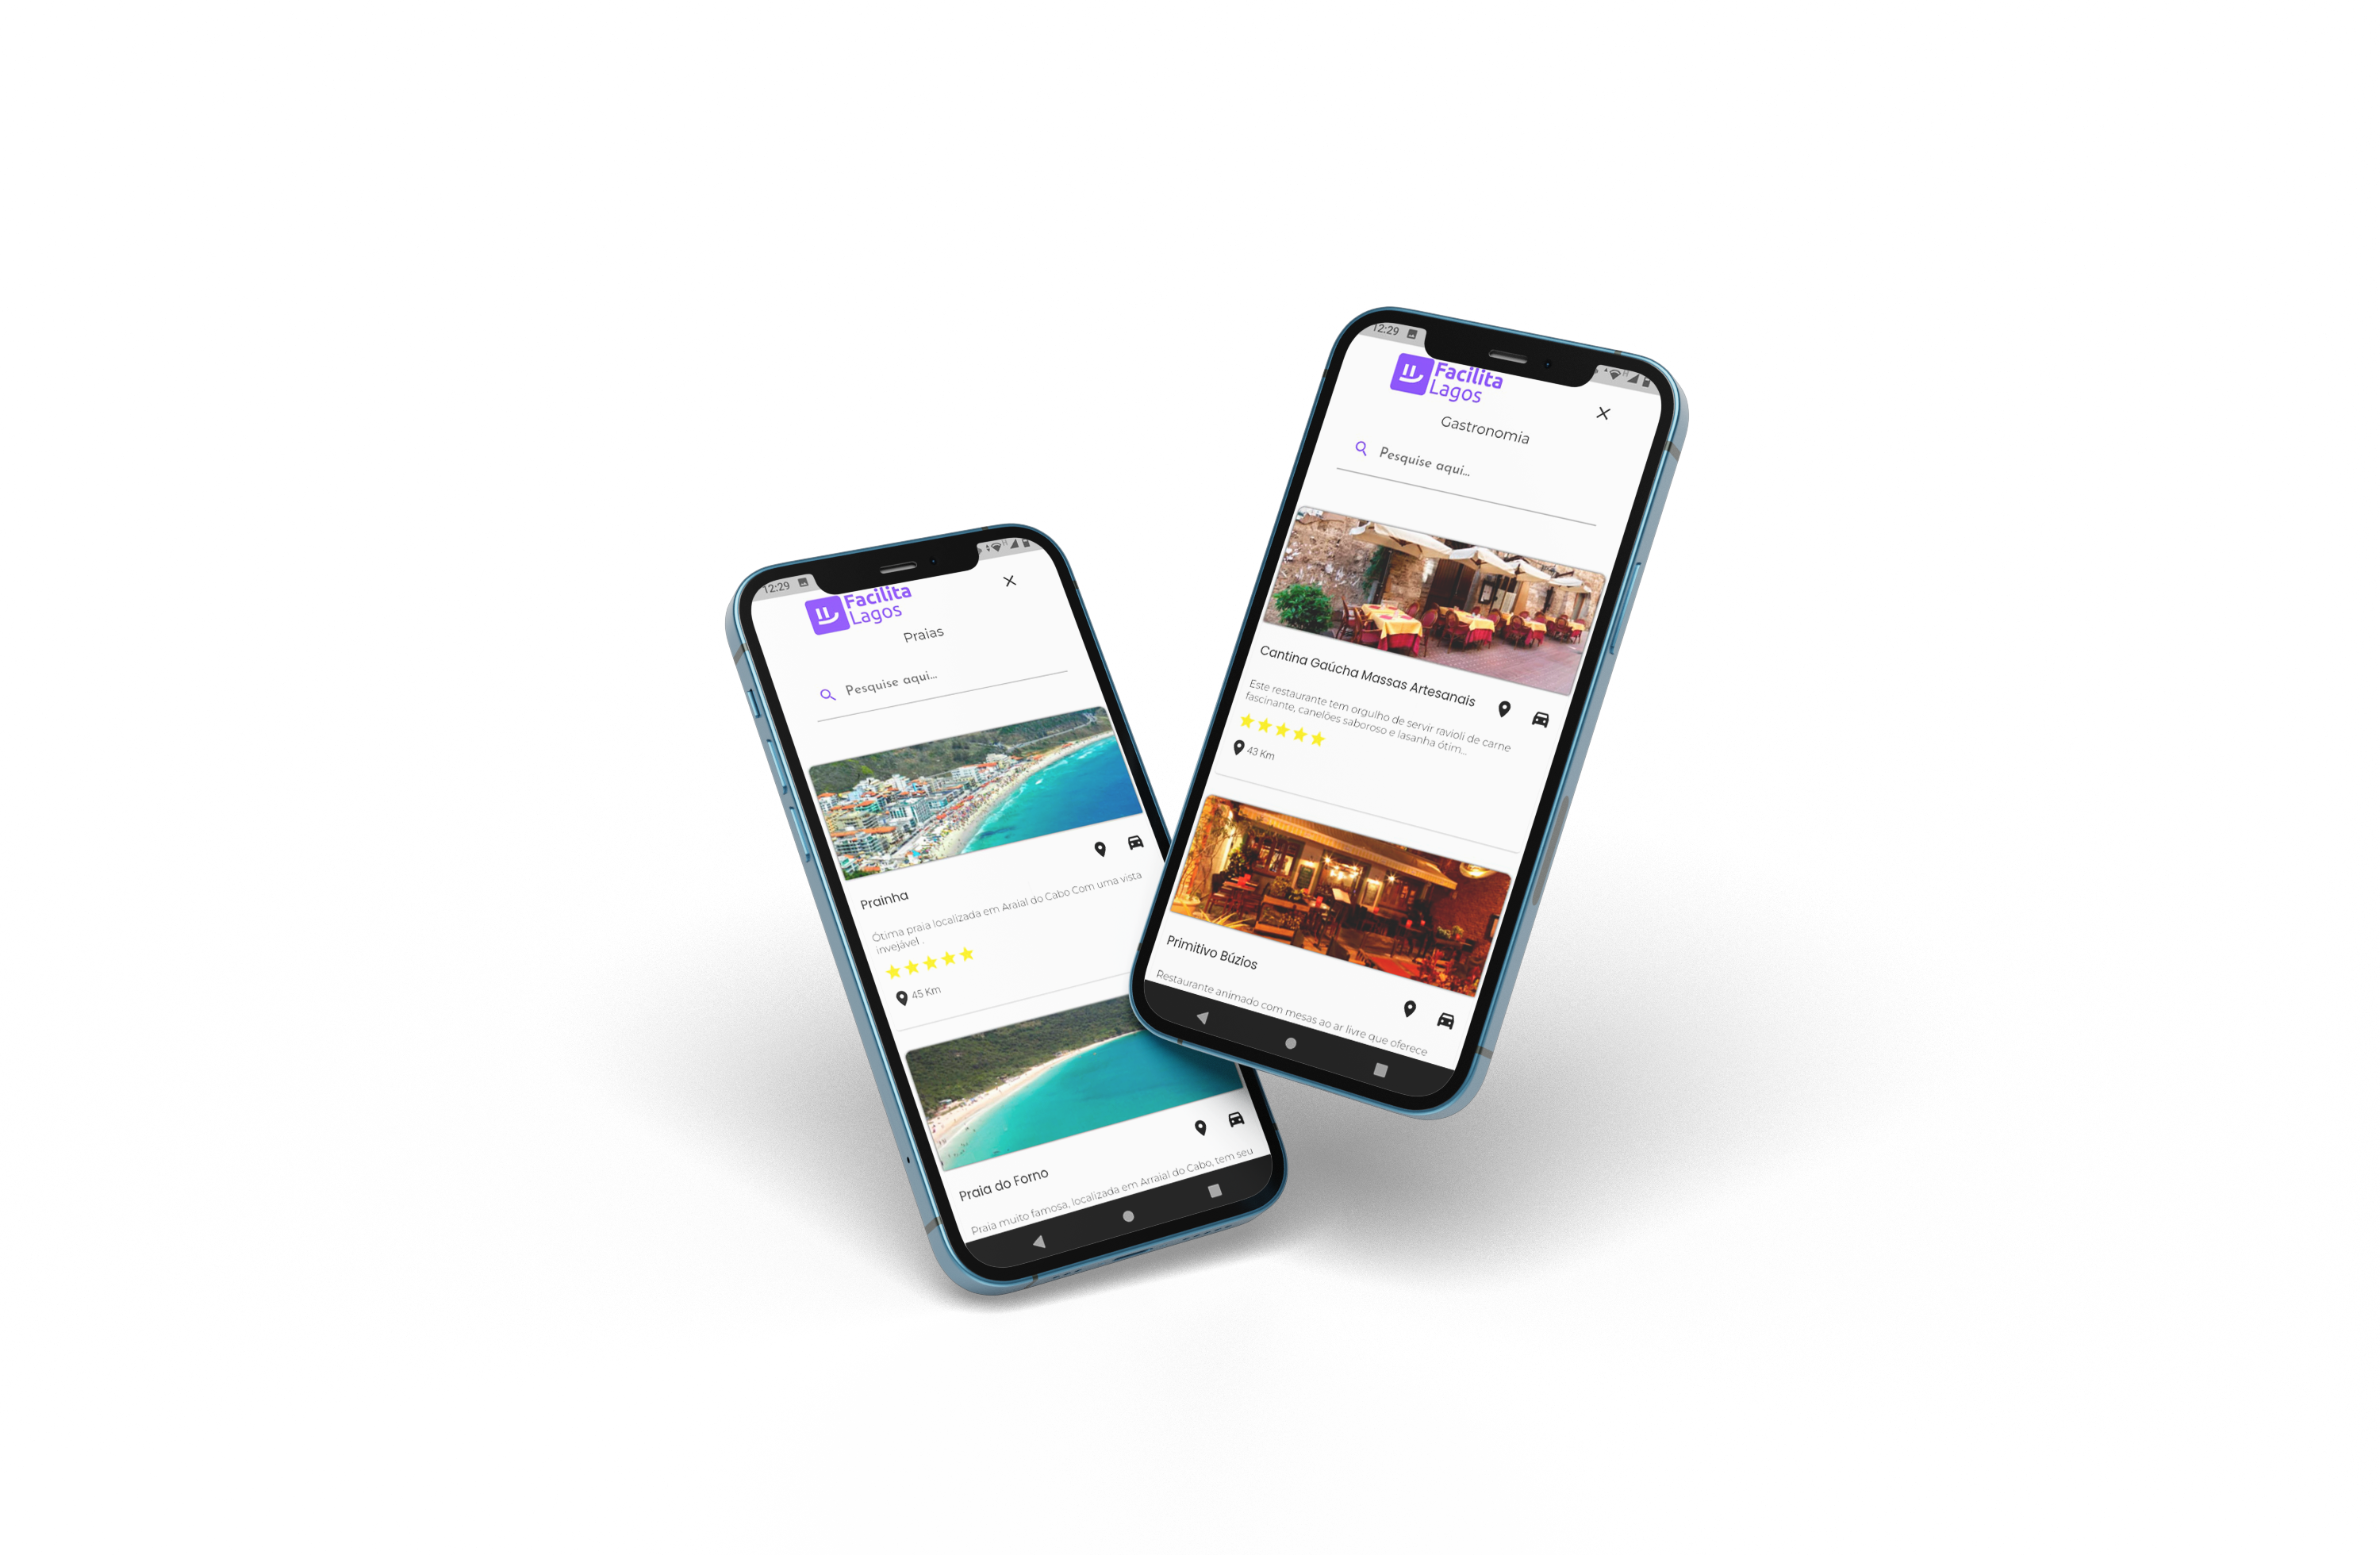 12:29
Facilita
Lagos
Praias
Pesquise aqui...
Prainha
Ótima praia localizada em Araial do Cabo Com uma vista
invejável .
45 Km
Praia do Forno
Praia muito famosa, localizada em Arraial do Cabo, tem seu
12:29
Facilita
Lagos
Gastronomia
Pesquise aqui...
Cantina Gaúcha Massas Artesanais
Este restaurante tem orgulho de servir ravioli de carne
fascinante, canelões saboroso e lasanha ótim...
43 Km
Primitivo Búzios
Restaurante animado com mesas ao ar livre que oferece